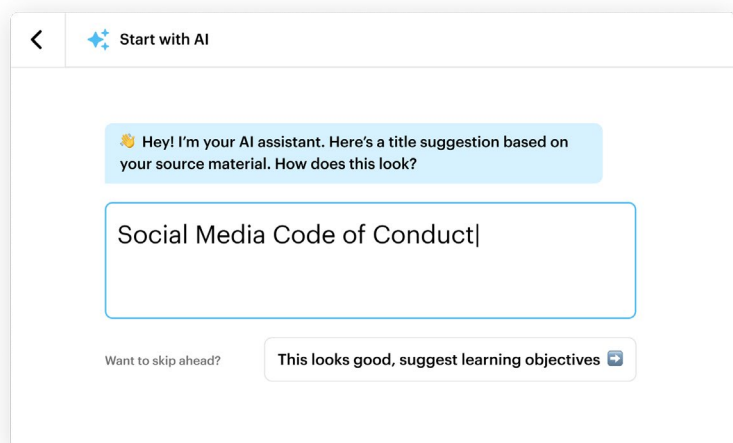 Start with AI
👋 Hey! I'm your AI assistant. Here's a title suggestion based on
your source material. How does this look?
Social Media Code of Conduct
Want to skip ahead?
This looks good, suggest learning objectives ➡️